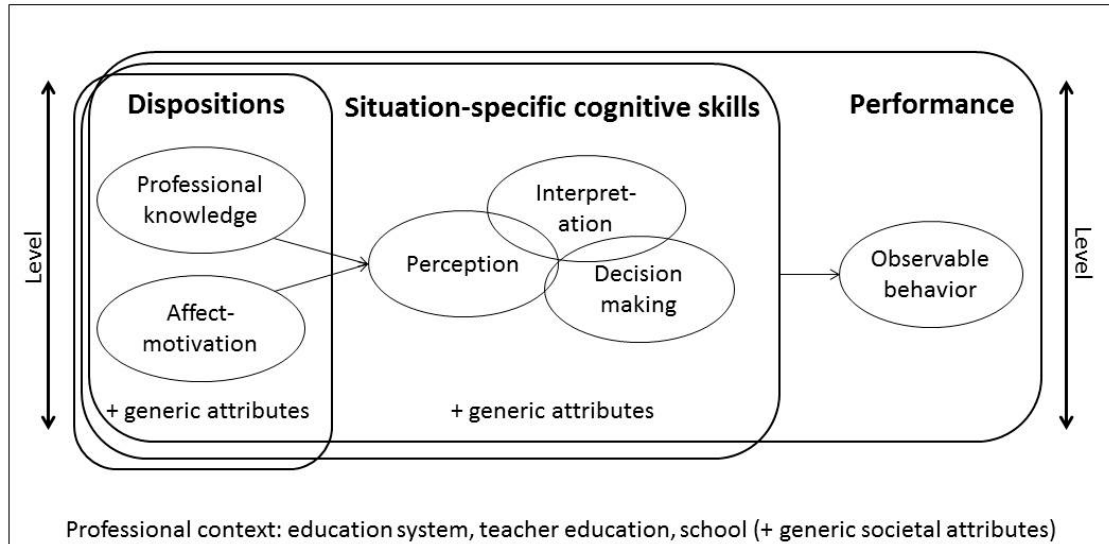 Dispositions
Situation-specific cognitive skills
Performance
Level
Professional
knowledge
Affect-
motivation
+ generic attributes
Perception
Interpret-
ation
Decision
making
+ generic attributes
Observable
behavior
Level
Professional context: education system, teacher education, school (+ generic societal attributes)